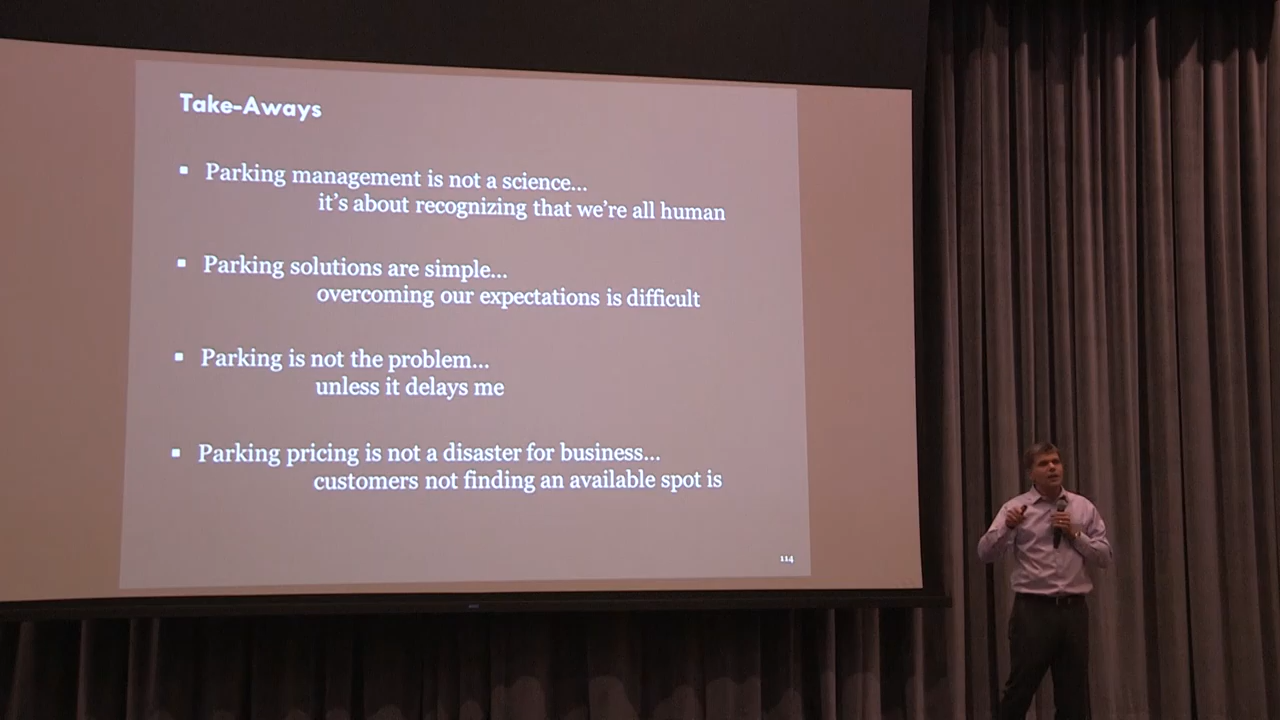 Take-Aways
▪ Parking management is not a science...
it's about recognizing that we're all human
▪ Parking solutions are simple...
overcoming our expectations is difficult
▪ Parking is not the problem...
unless it delays me
▪ Parking pricing is not a disaster for business...
customers not finding an available spot is
114